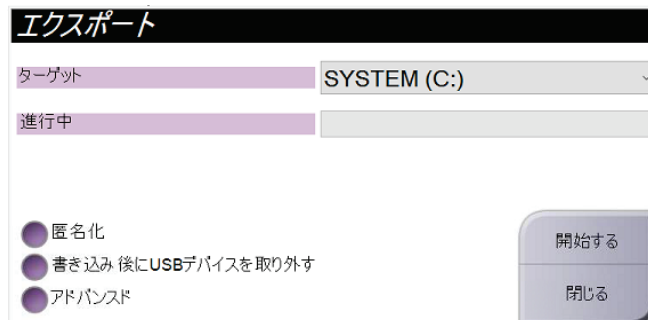 エクスポート
ターゲット
SYSTEM (C:)
進行中
匿名化
書き込み後にUSBデバイスを取り外す
アドバンスド
開始する
閉じる